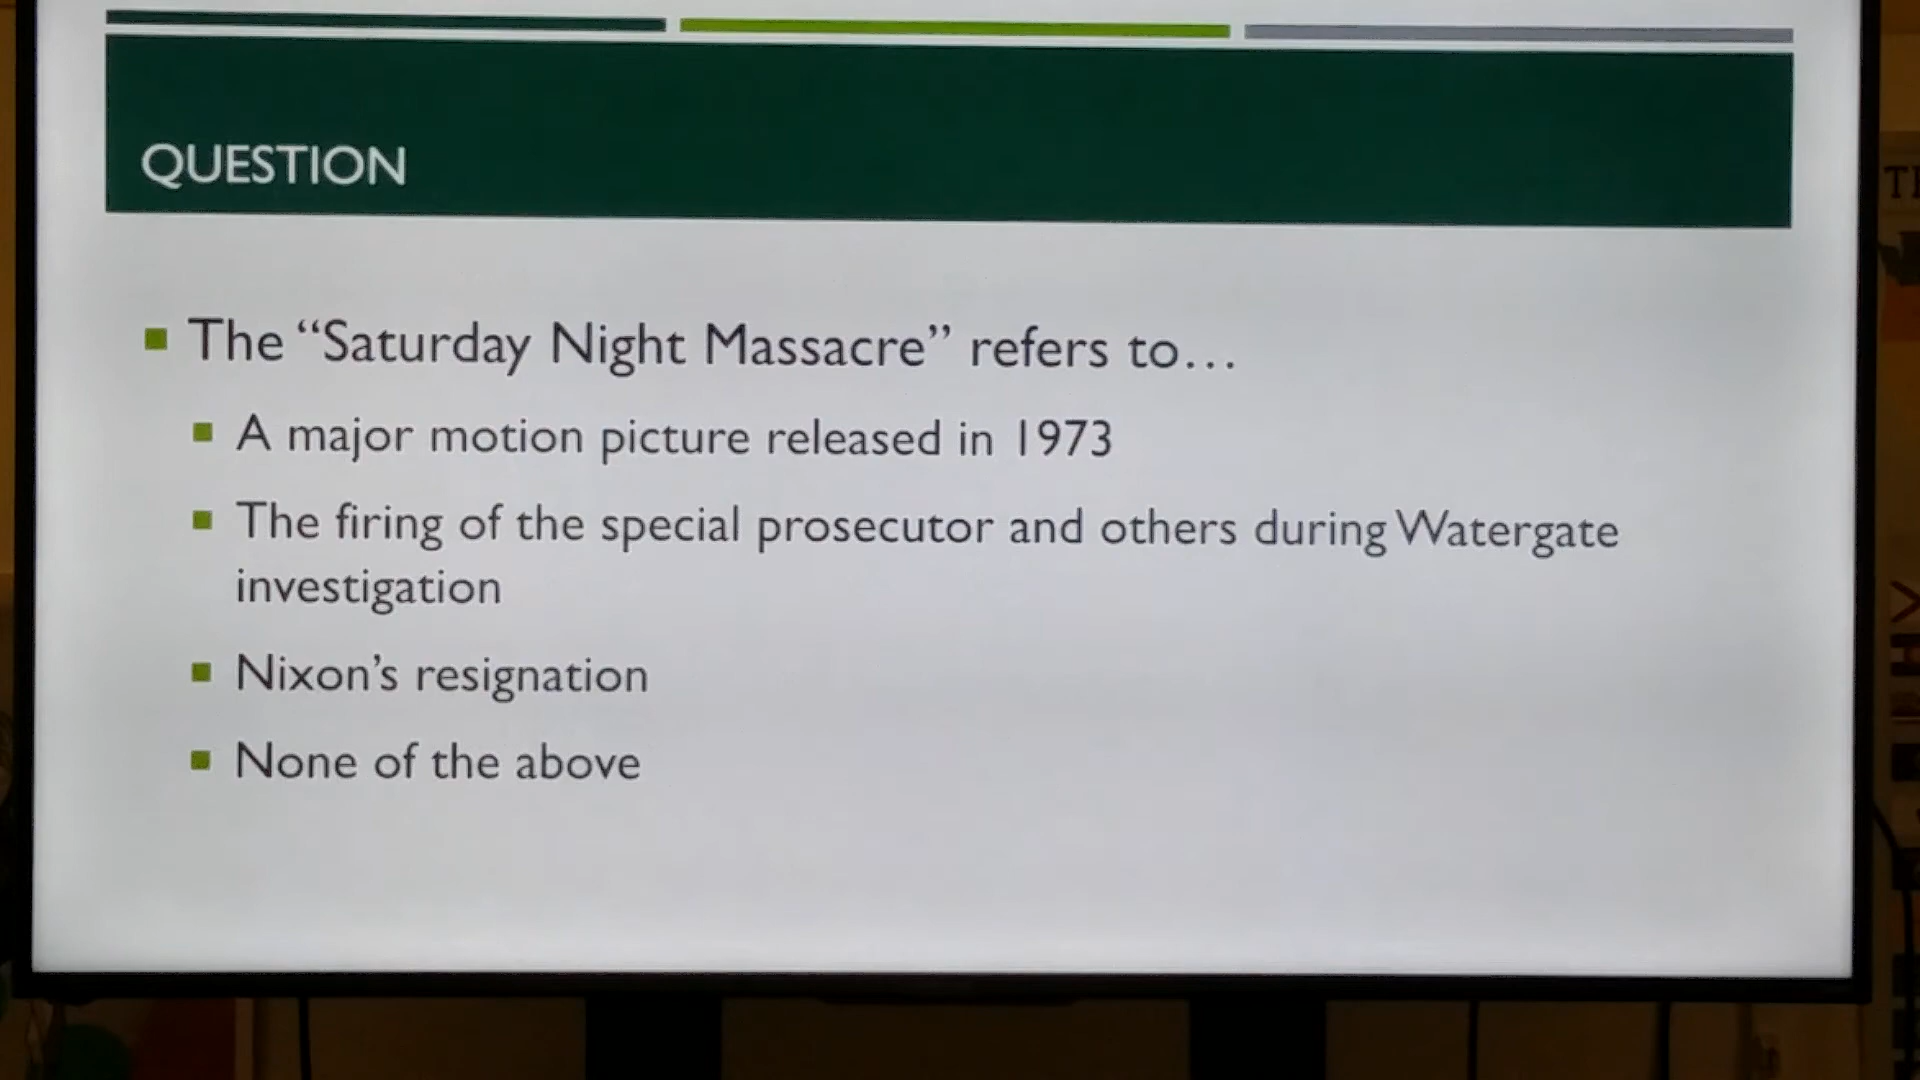 QUESTION
The “Saturday Night Massacre” refers to…
A major motion picture released in 1973
The firing of the special prosecutor and others during Watergate
investigation
Nixon’s resignation
None of the above